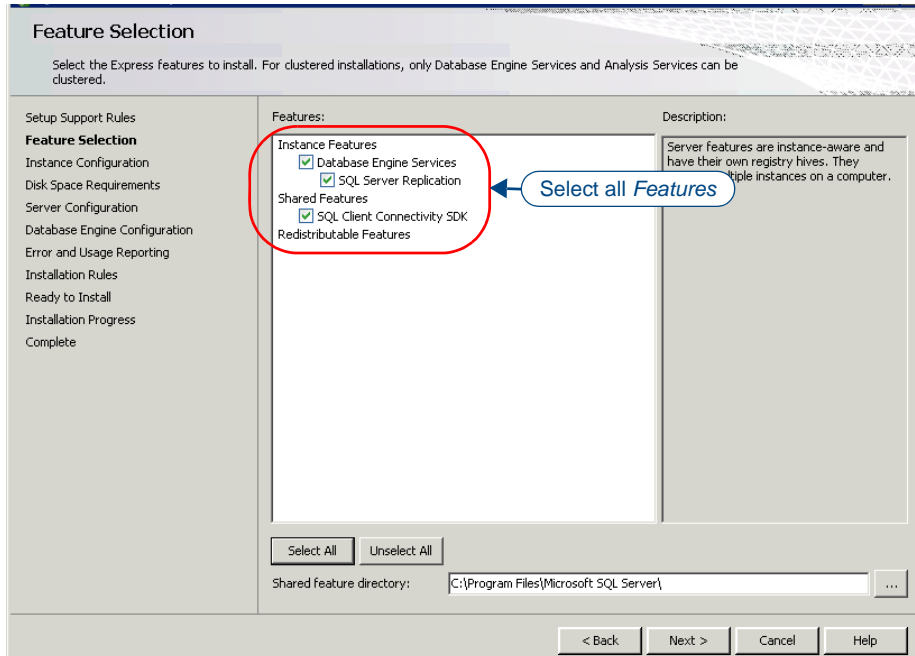 Feature Selection
Select the Express features to install. For clustered installations, only Database Engine Services and Analysis Services can be
clustered.
Setup Support Rules
Feature Selection
Instance Configuration
Disk Space Requirements
Server Configuration
Database Engine Configuration
Error and Usage Reporting
Installation Rules
Ready to Install
Installation Progress
Complete
Features:
Instance Features
Database Engine Services
SQL Server Replication
Shared Features
SQL Client Connectivity SDK
Redistributable Features
Select all Features
Description:
Server features are instance-aware and
have their own registry hives. They
instances on a computer.
Select All
Unselect All
Shared feature directory:
C:\Program Files\Microsoft SQL Server\
...
< Back
Next >
Cancel
Help